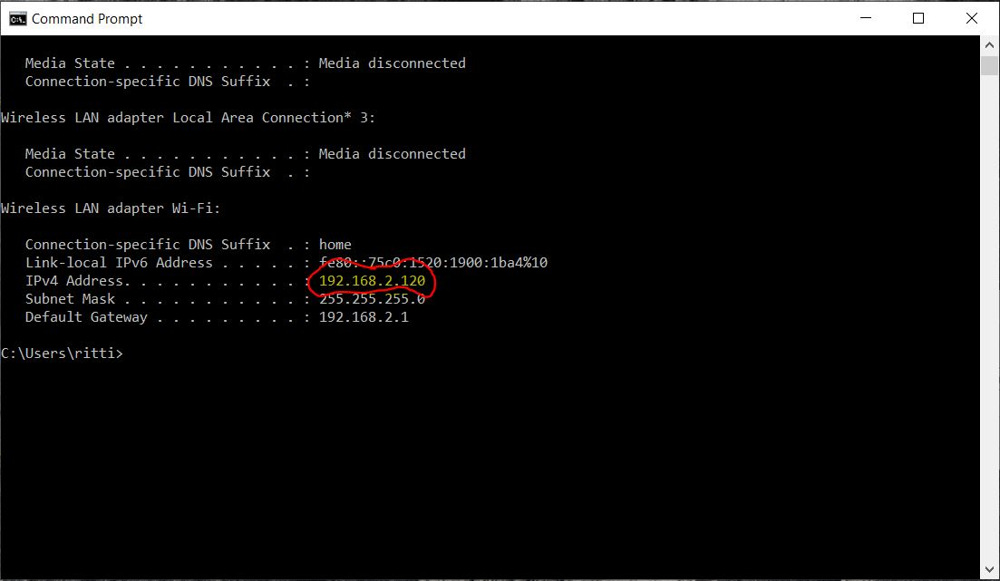 Command Prompt
Media State . . . . . . . . . . . : Media disconnected
Connection-specific DNS Suffix  . :
Wireless LAN adapter Local Area Connection* 3:
Media State . . . . . . . . . . . : Media disconnected
Connection-specific DNS Suffix  . :
Wireless LAN adapter Wi-Fi:
Connection-specific DNS Suffix  . : home
Link-local IPv6 Address . . . . . : fe80::75c0:1520:1900:1ba4%10
IPv4 Address. . . . . . . . . . . : 192.168.2.120
Subnet Mask . . . . . . . . . . . : 255.255.255.0
Default Gateway . . . . . . . . . : 192.168.2.1
C:\Users\ritti>